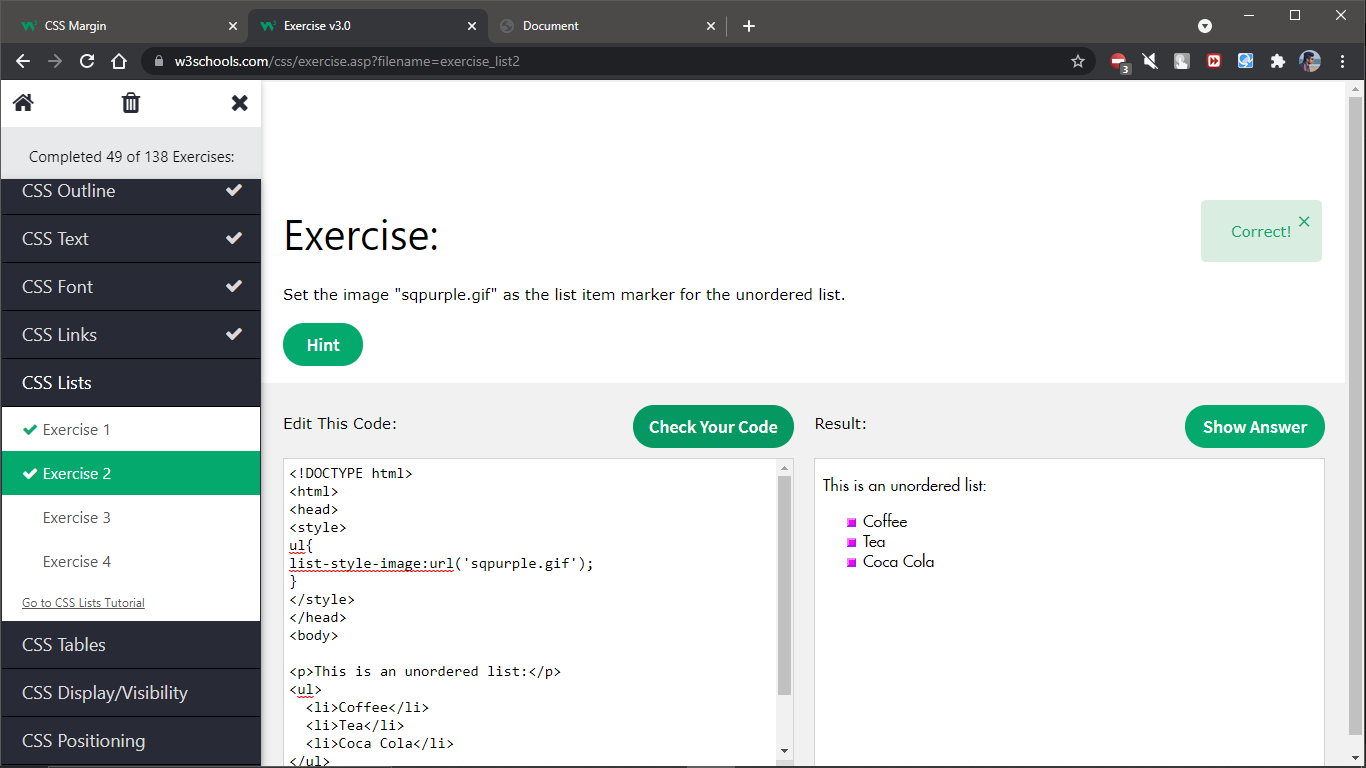 CSS Margin
Exercise v3.0
Document
w3schools.com/css/exercise.asp?filename=exercise_list2
3
Completed 49 of 138 Exercises:
CSS Outline
CSS Text
CSS Font
CSS Links
CSS Lists
Exercise 1
Exercise 2
Exercise 3
Exercise 4
Go to CSS Lists Tutorial
CSS Tables
CSS Display/Visibility
CSS Positioning
Exercise:
Correct!
Set the image "sqpurple.gif" as the list item marker for the unordered list.
Hint
Edit This Code:
Check Your Code
<!DOCTYPE html>
<html>
<head>
<style>
ul{
list-style-image:url('sqpurple.gif');
}
</style>
</head>
<body>
<p>This is an unordered list:</p>
<ul>
<li>Coffee</li>
<li>Tea</li>
<li>Coca Cola</li>
</ul>
Result:
Show Answer
This is an unordered list:
Coffee
Tea
Coca Cola